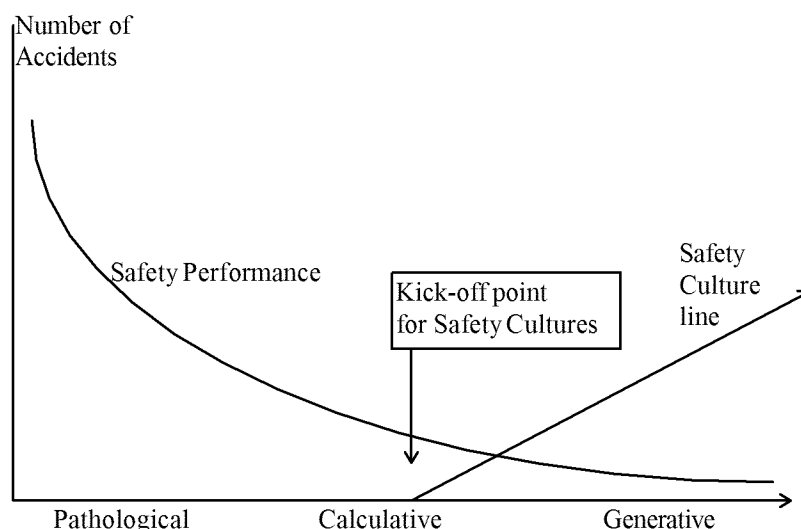 Number of
Accidents
Safety Performance
Kick-off point
for Safety Cultures
Safety
Culture
line
Pathological
Calculative
Generative